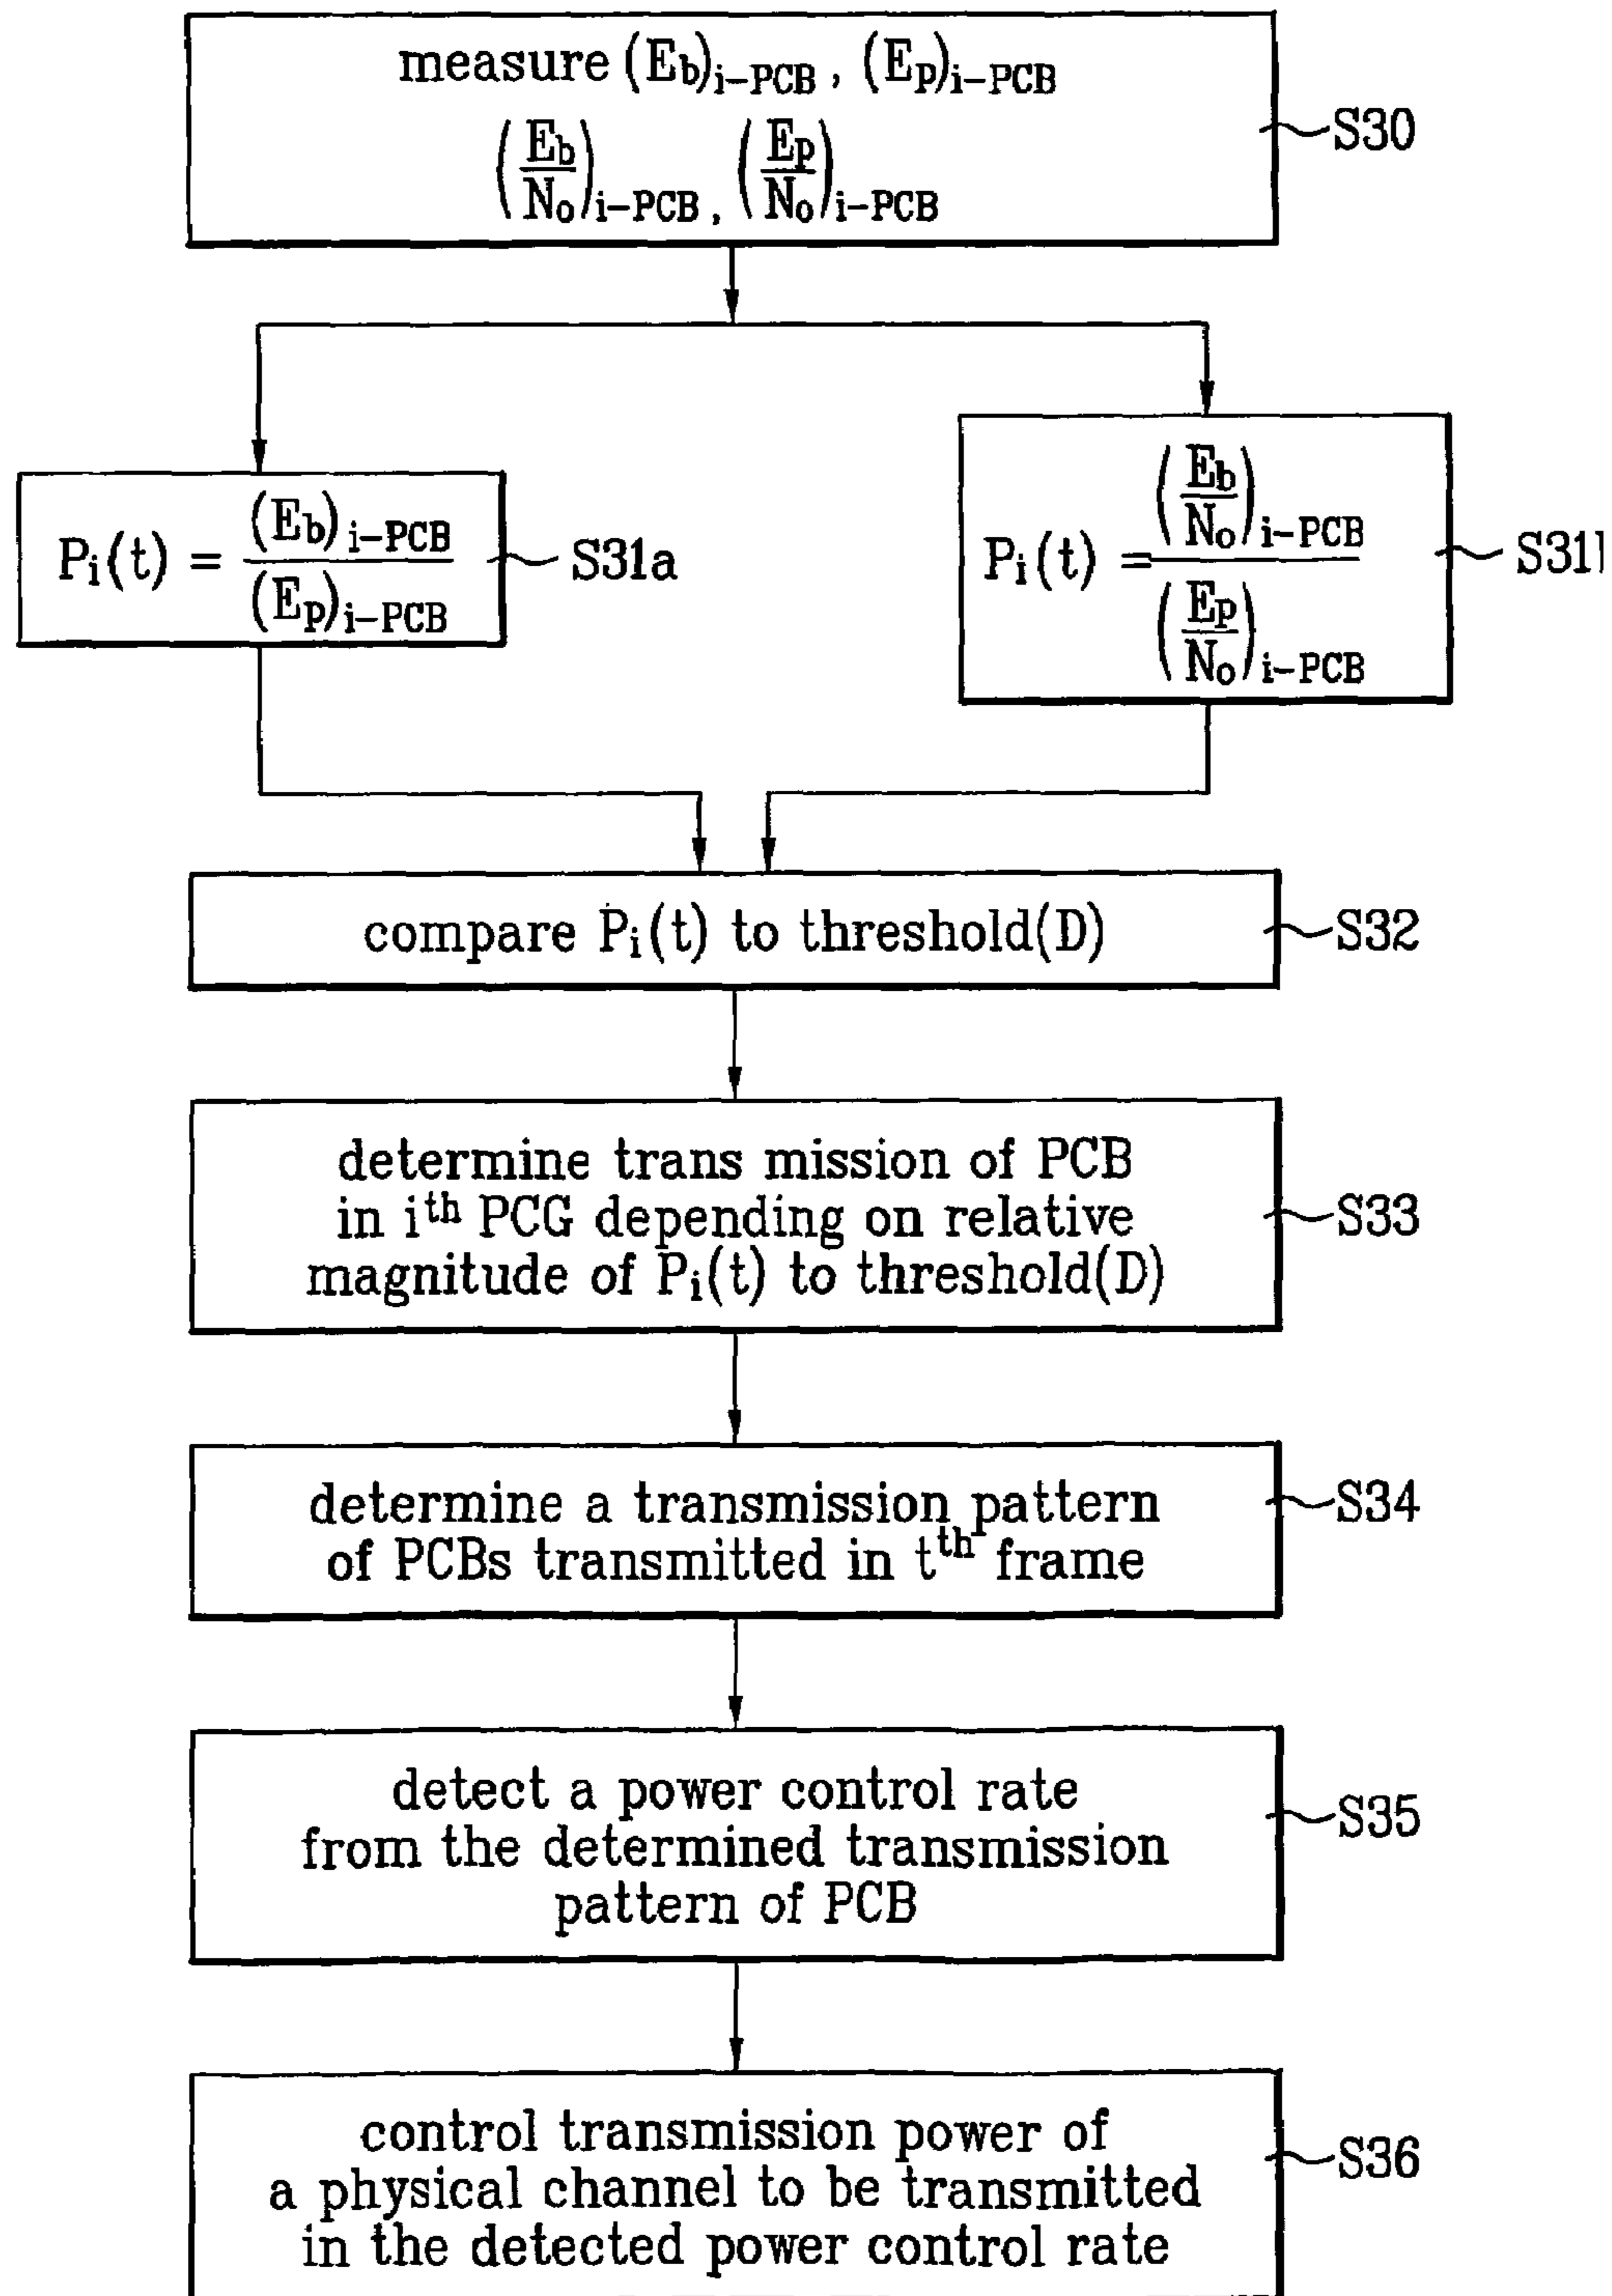 measure (Eb)i-PCB, (Ep)i-PCB
(Eb/No)i-PCB, (Ep/No)i-PCB
S30
Pi(t) = (Eb)i-PCB / (Ep)i-PCB
S31a
Pi(t) = (Eb/No)i-PCB / (Ep/No)i-PCB
compare Pi(t) to threshold(D)
S32
determine trans mission of PCB
in ith PCG depending on relative
magnitude of Pi(t) to threshold(D)
S33
determine a transmission pattern
of PCBs transmitted in tth frame
S34
detect a power control rate
from the determined transmission
pattern of PCB
S35
control transmission power of
a physical channel to be transmitted
in the detected power control rate
S36